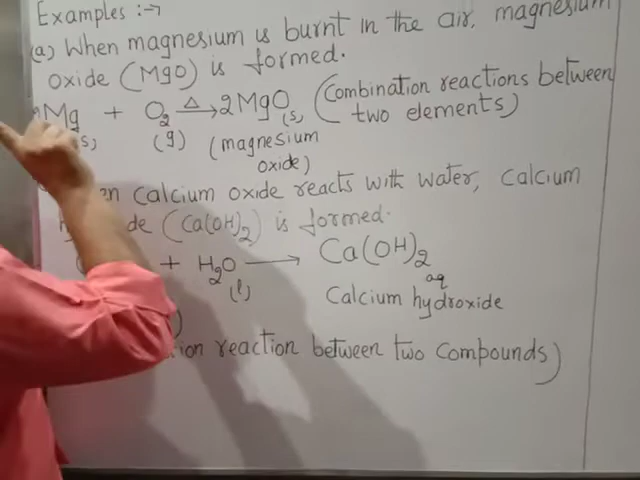 Examples :-
(a) When magnesium is burnt in the air, magnesium
oxide (MgO) is formed.
2Mg + O₂ —Δ→ 2MgO(s) (Combination reactions between
two elements)
(s) (g) (magnesium
oxide)
calcium oxide reacts with water, calcium
(Ca(OH)₂) is formed.
+ H₂O ⟶ Ca(OH)₂
(l) aq
Calcium hydroxide
reaction between two compounds)